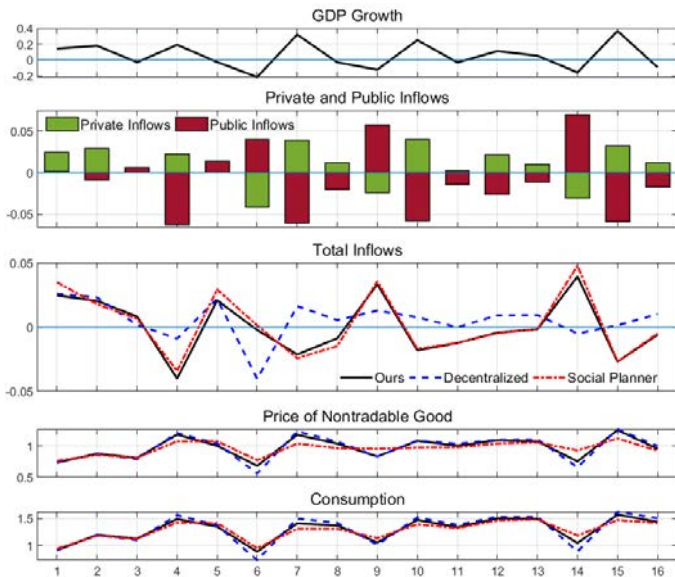 GDP Growth
0.4
0.2
0
-0.2
Private and Public Inflows
Private Inflows Public Inflows
0.05
0
-0.05
Total Inflows
0.05
0
-0.05
Ours Decentralized Social Planner
Price of Nontradable Good
1
0.5
Consumption
1.5
1
1 2 3 4 5 6 7 8 9 10 11 12 13 14 15 16